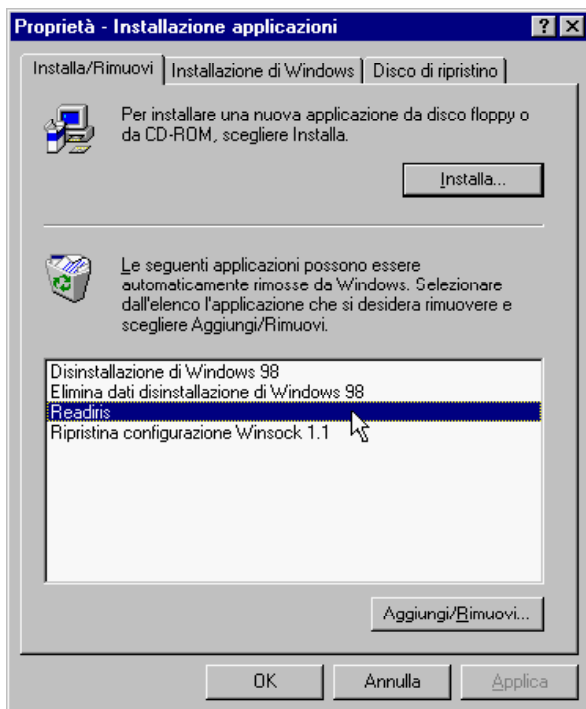 Proprietà - Installazione applicazioni
Installa/Rimuovi Installazione di Windows Disco di ripristino
Per installare una nuova applicazione da disco floppy o
da CD-ROM, scegliere Installa.
Installa...
Le seguenti applicazioni possono essere
automaticamente rimosse da Windows. Selezionare
dall'elenco l'applicazione che si desidera rimuovere e
scegliere Aggiungi/Rimuovi.
Disinstallazione di Windows 98
Elimina dati disinstallazione di Windows 98
Readiris
Ripristina configurazione Winsock 1.1
Aggiungi/Rimuovi...
OK Annulla Applica